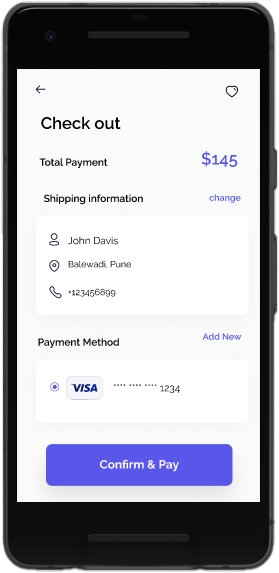 Check out
Total Payment $145
Shipping information change
John Davis
Balewadi, Pune
+123456899
Payment Method Add New
VISA **** **** **** 1234
Confirm & Pay